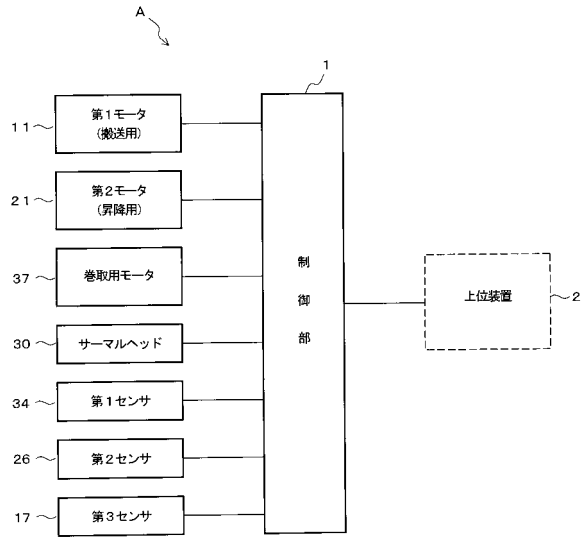 A
1
11
第1モータ
(搬送用)
21
第2モータ
(昇降用)
37
巻取用モータ
30
サーマルヘッド
34
第1センサ
26
第2センサ
17
第3センサ
制
御
部
上位装置
2